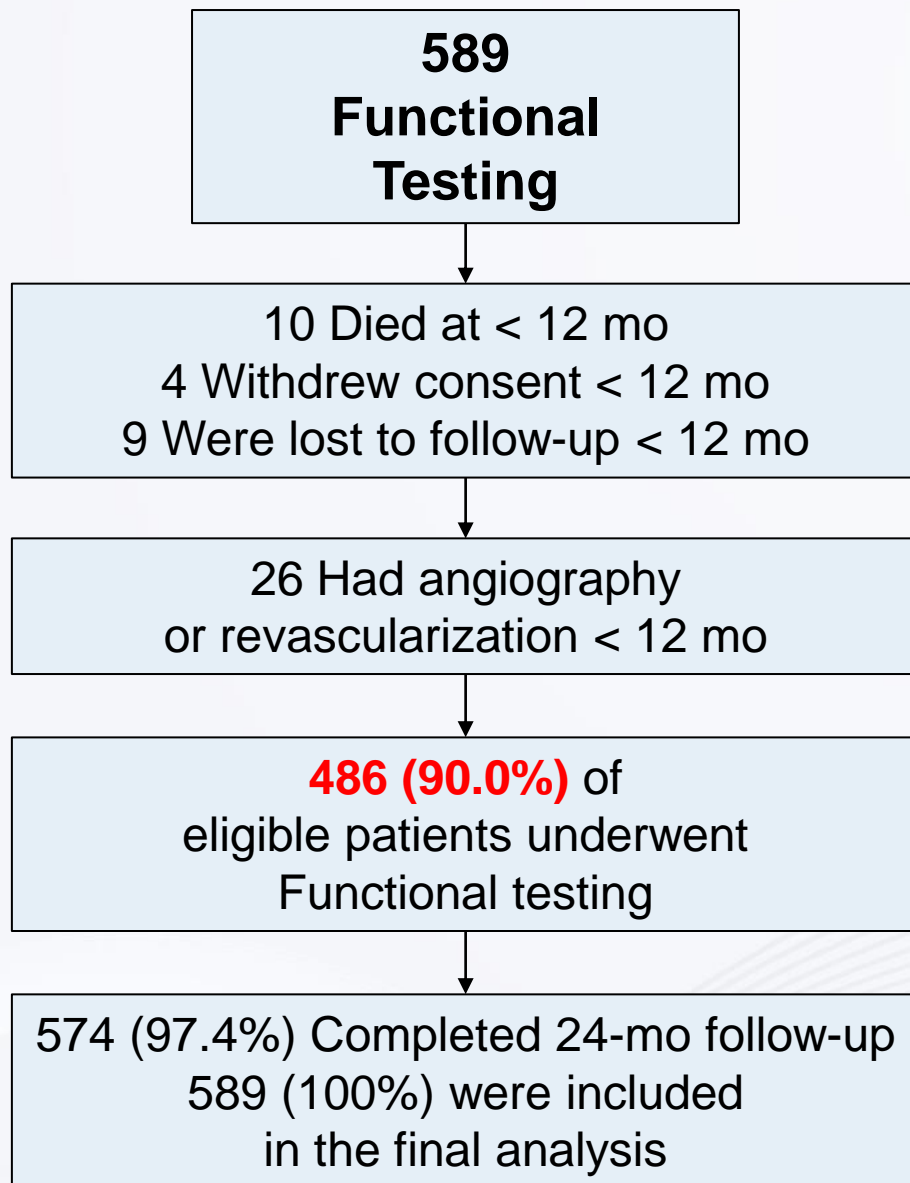 589
Functional
Testing
10 Died at < 12 mo
4 Withdrew consent < 12 mo
9 Were lost to follow-up < 12 mo
26 Had angiography
or revascularization < 12 mo
486 (90.0%) of
eligible patients underwent
Functional testing
574 (97.4%) Completed 24-mo follow-up
589 (100%) were included
in the final analysis